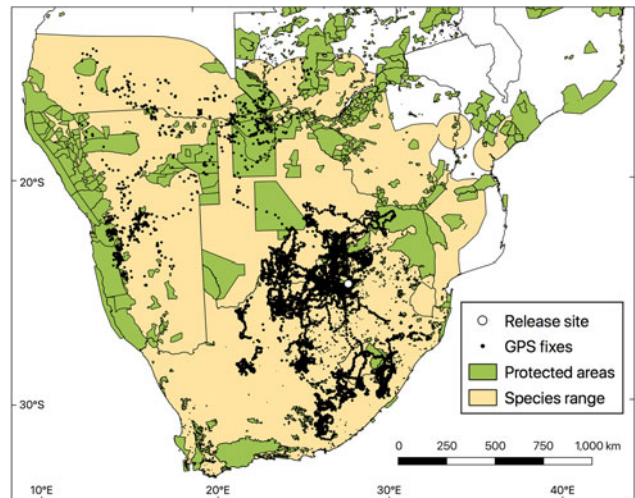 20°S
30°S
Release site
GPS fixes
Protected areas
Species range
0 250 500 750 1,000 km
10°E 20°E 30°E 40°E